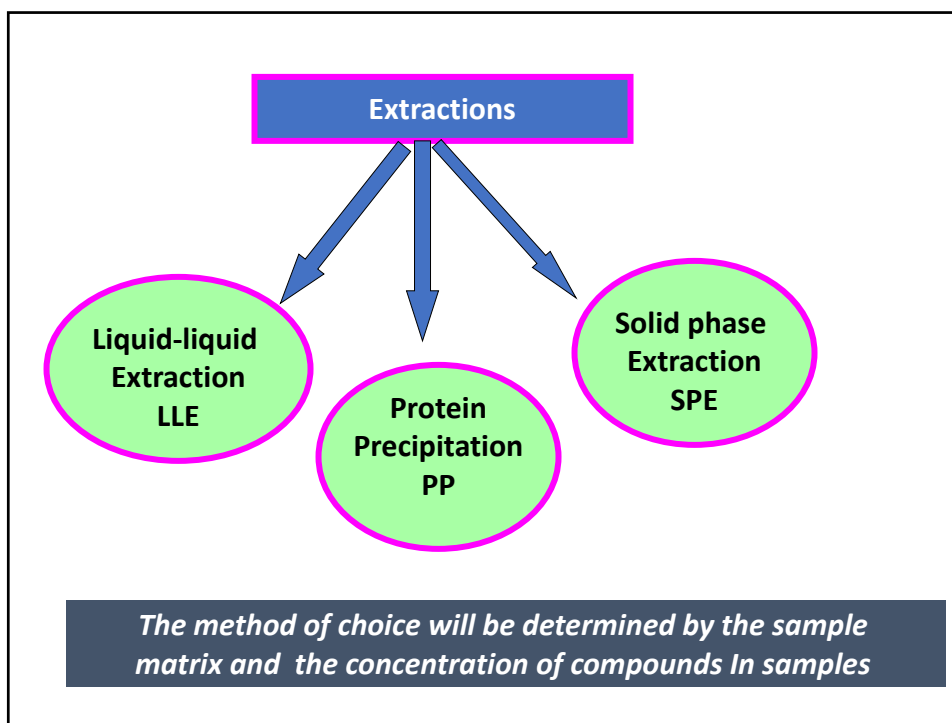 Extractions
Liquid-liquid
Extraction
LLE
Protein
Precipitation
PP
Solid phase
Extraction
SPE
The method of choice will be determined by the sample
matrix and  the concentration of compounds In samples